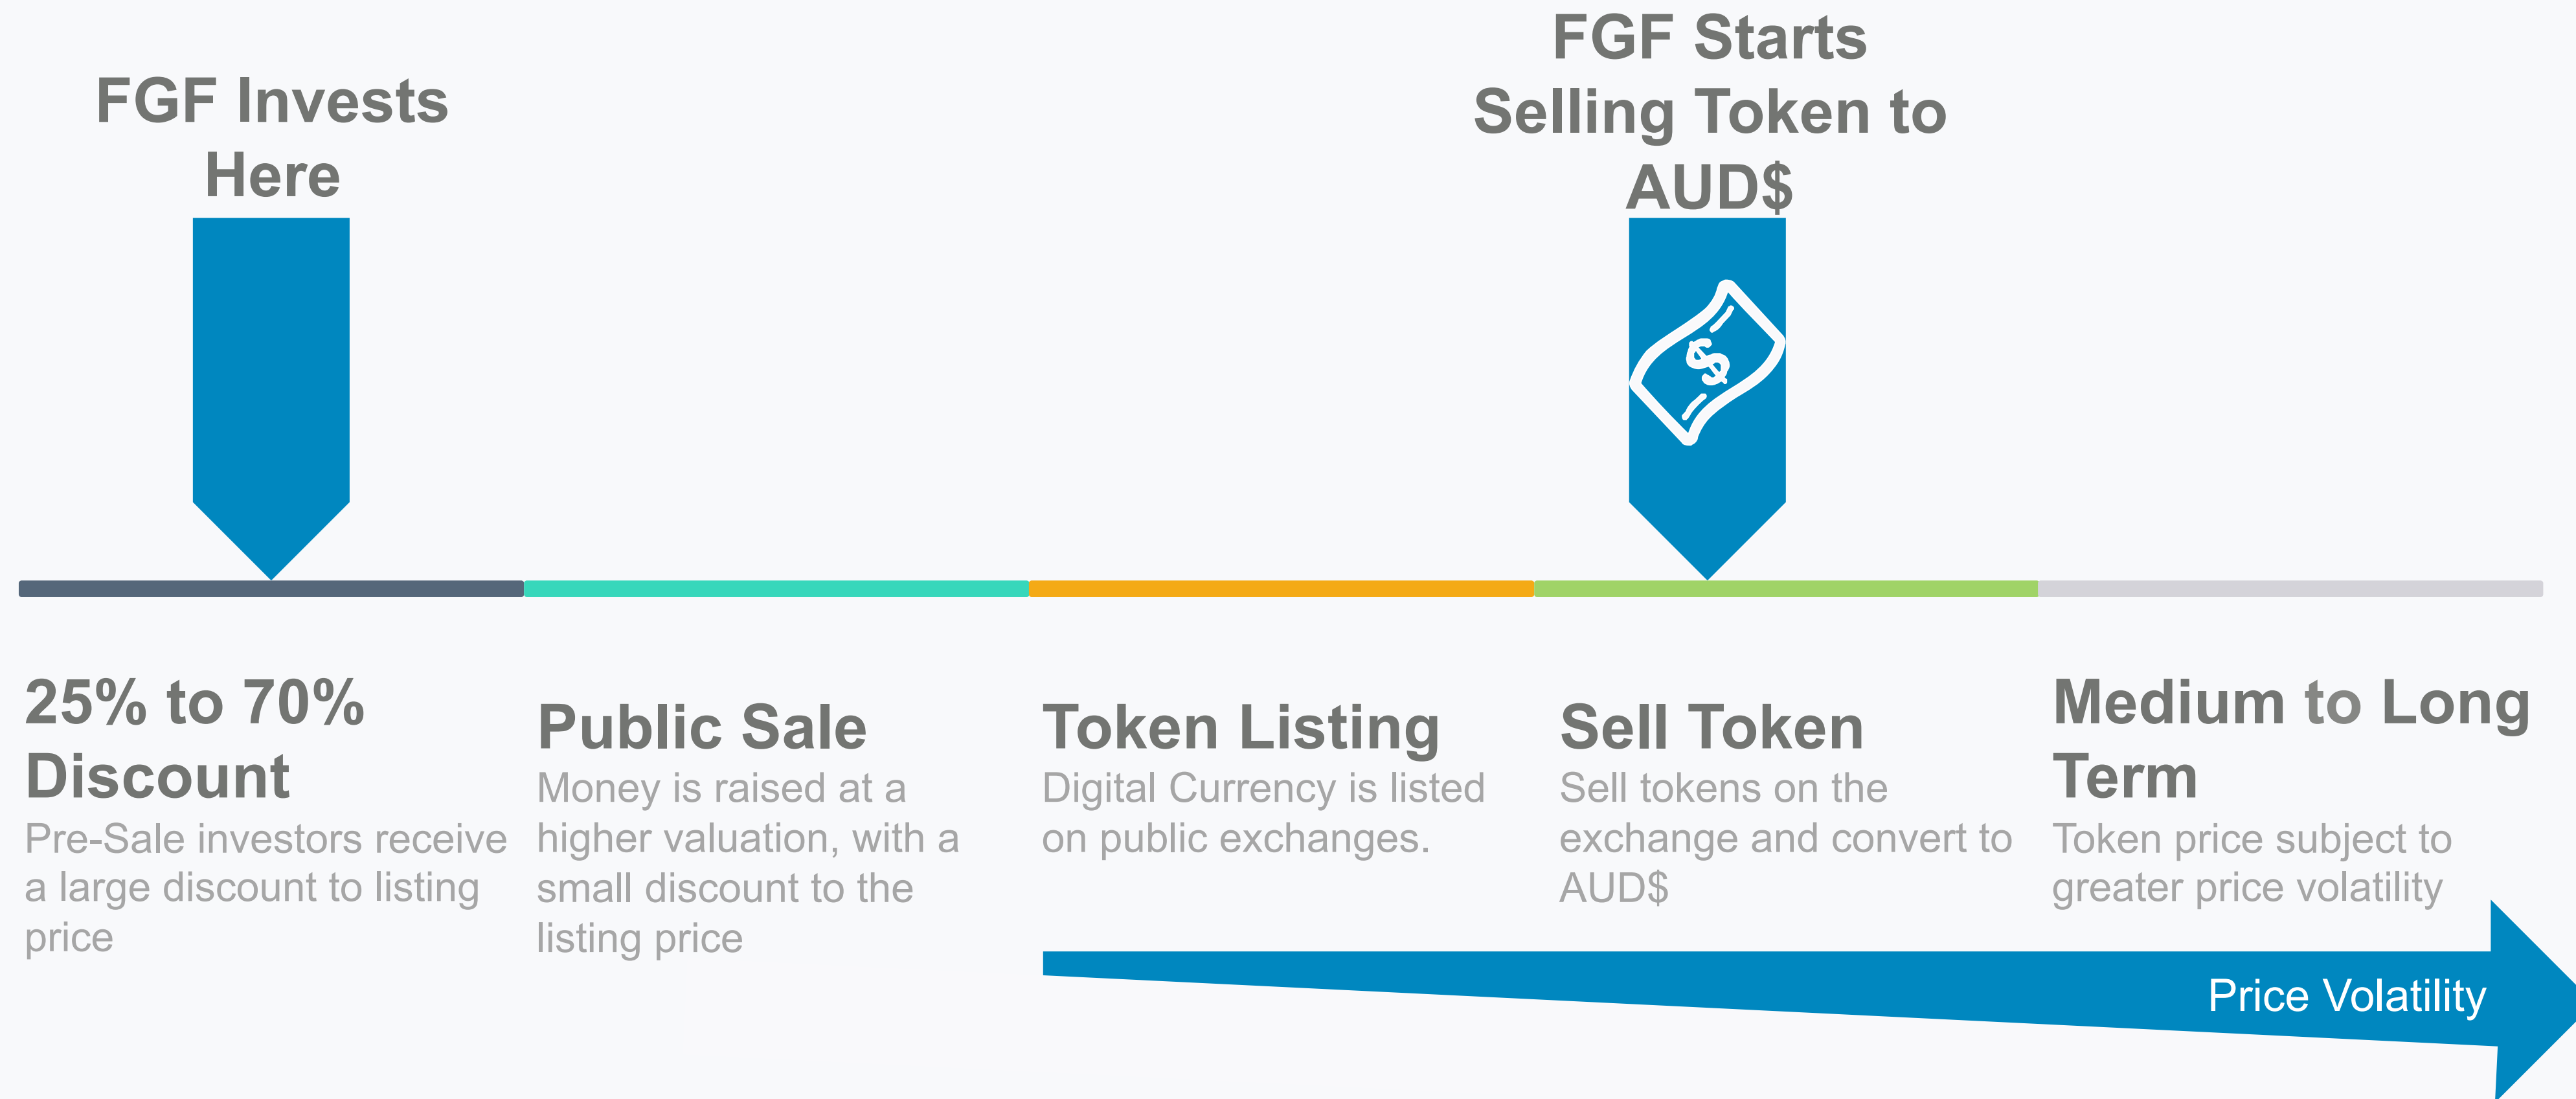 FGF Invests
Here
FGF Starts
Selling Token to
AUD$
$
25% to 70%
Discount
Pre-Sale investors receive
a large discount to listing
price
Public Sale
Money is raised at a
higher valuation, with a
small discount to the
listing price
Token Listing
Digital Currency is listed
on public exchanges.
Sell Token
Sell tokens on the
exchange and convert to
AUD$
Medium to Long
Term
Token price subject to
greater price volatility
Price Volatility